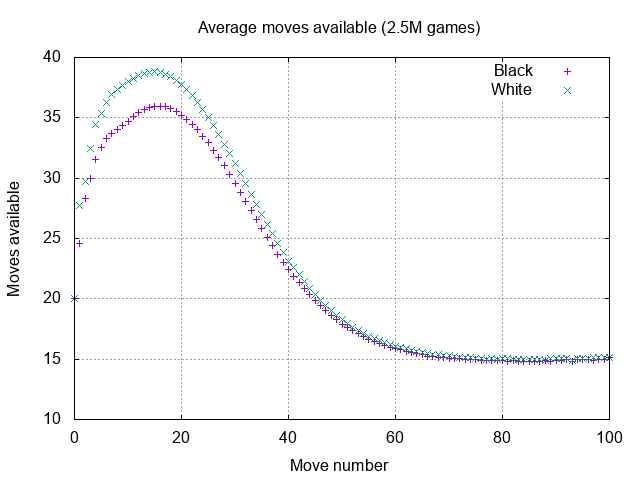 Average moves available (2.5M games)
Black
White
Moves available
40
35
30
25
20
15
10
0 20 40 60 80 100
Move number